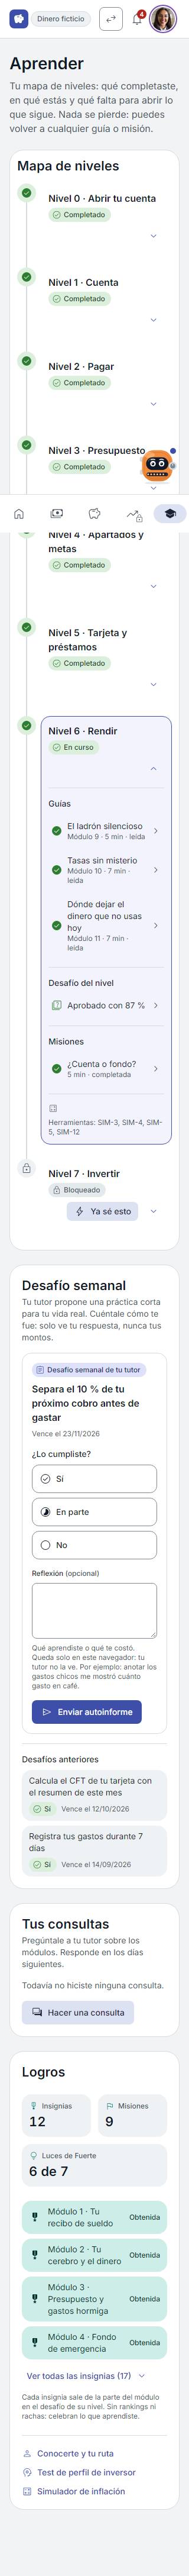 Dinero ficticio
4
Aprender
Tu mapa de niveles: qué completaste,
en qué estás y qué falta para abrir lo
que sigue. Nada se pierde: puedes
volver a cualquier guía o misión.
Mapa de niveles
Nivel 0 · Abrir tu cuenta
Completado
Nivel 1 · Cuenta
Completado
Nivel 2 · Pagar
Completado
Nivel 3 · Presupuesto
Completado
Nivel 4 · Apartados y
metas
Completado
Nivel 5 · Tarjeta y
préstamos
Completado
Nivel 6 · Rendir
En curso
Guías
El ladrón silencioso
Módulo 9 · 5 min · leída
Tasas sin misterio
Módulo 10 · 7 min ·
leída
Dónde dejar el
dinero que no usas
hoy
Módulo 11 · 7 min ·
leída
Desafío del nivel
Aprobado con 87 %
Misiones
¿Cuenta o fondo?
5 min · completada
Herramientas: SIM-3, SIM-4, SIM-
5, SIM-12
Nivel 7 · Invertir
Bloqueado
Ya sé esto
Desafío semanal
Tu tutor propone una práctica corta
para tu vida real. Cuéntale cómo te
fue: solo ve tu respuesta, nunca tus
montos.
Desafío semanal de tu tutor
Separa el 10 % de tu
próximo cobro antes de
gastar
Vence el 23/11/2026
¿Lo cumpliste?
Sí
En parte
No
Reflexión (opcional)
Qué aprendiste o qué te costó.
Queda solo en este navegador: tu
tutor no la ve. Por ejemplo: anotar los
gastos chicos me mostró cuánto
gasto en café.
Enviar autoinforme
Desafíos anteriores
Calcula el CFT de tu tarjeta con
el resumen de este mes
Sí
Vence el 12/10/2026
Registra tus gastos durante 7
días
Sí
Vence el 14/09/2026
Tus consultas
Pregúntale a tu tutor sobre los
módulos. Responde en los días
siguientes.
Todavía no hiciste ninguna consulta.
Hacer una consulta
Logros
Insignias
12
Misiones
9
Luces de Fuerte
6 de 7
Módulo 1 · Tu
recibo de sueldo
Obtenida
Módulo 2 · Tu
cerebro y el dinero
Obtenida
Módulo 3 ·
Presupuesto y
gastos hormiga
Obtenida
Módulo 4 · Fondo
de emergencia
Obtenida
Ver todas las insignias (17)
Cada insignia sale de la parte del módulo
en el desafío de su nivel. Sin rankings ni
rachas: celebran lo que aprendiste.
Conocerte y tu ruta
Test de perfil de inversor
Simulador de inflación